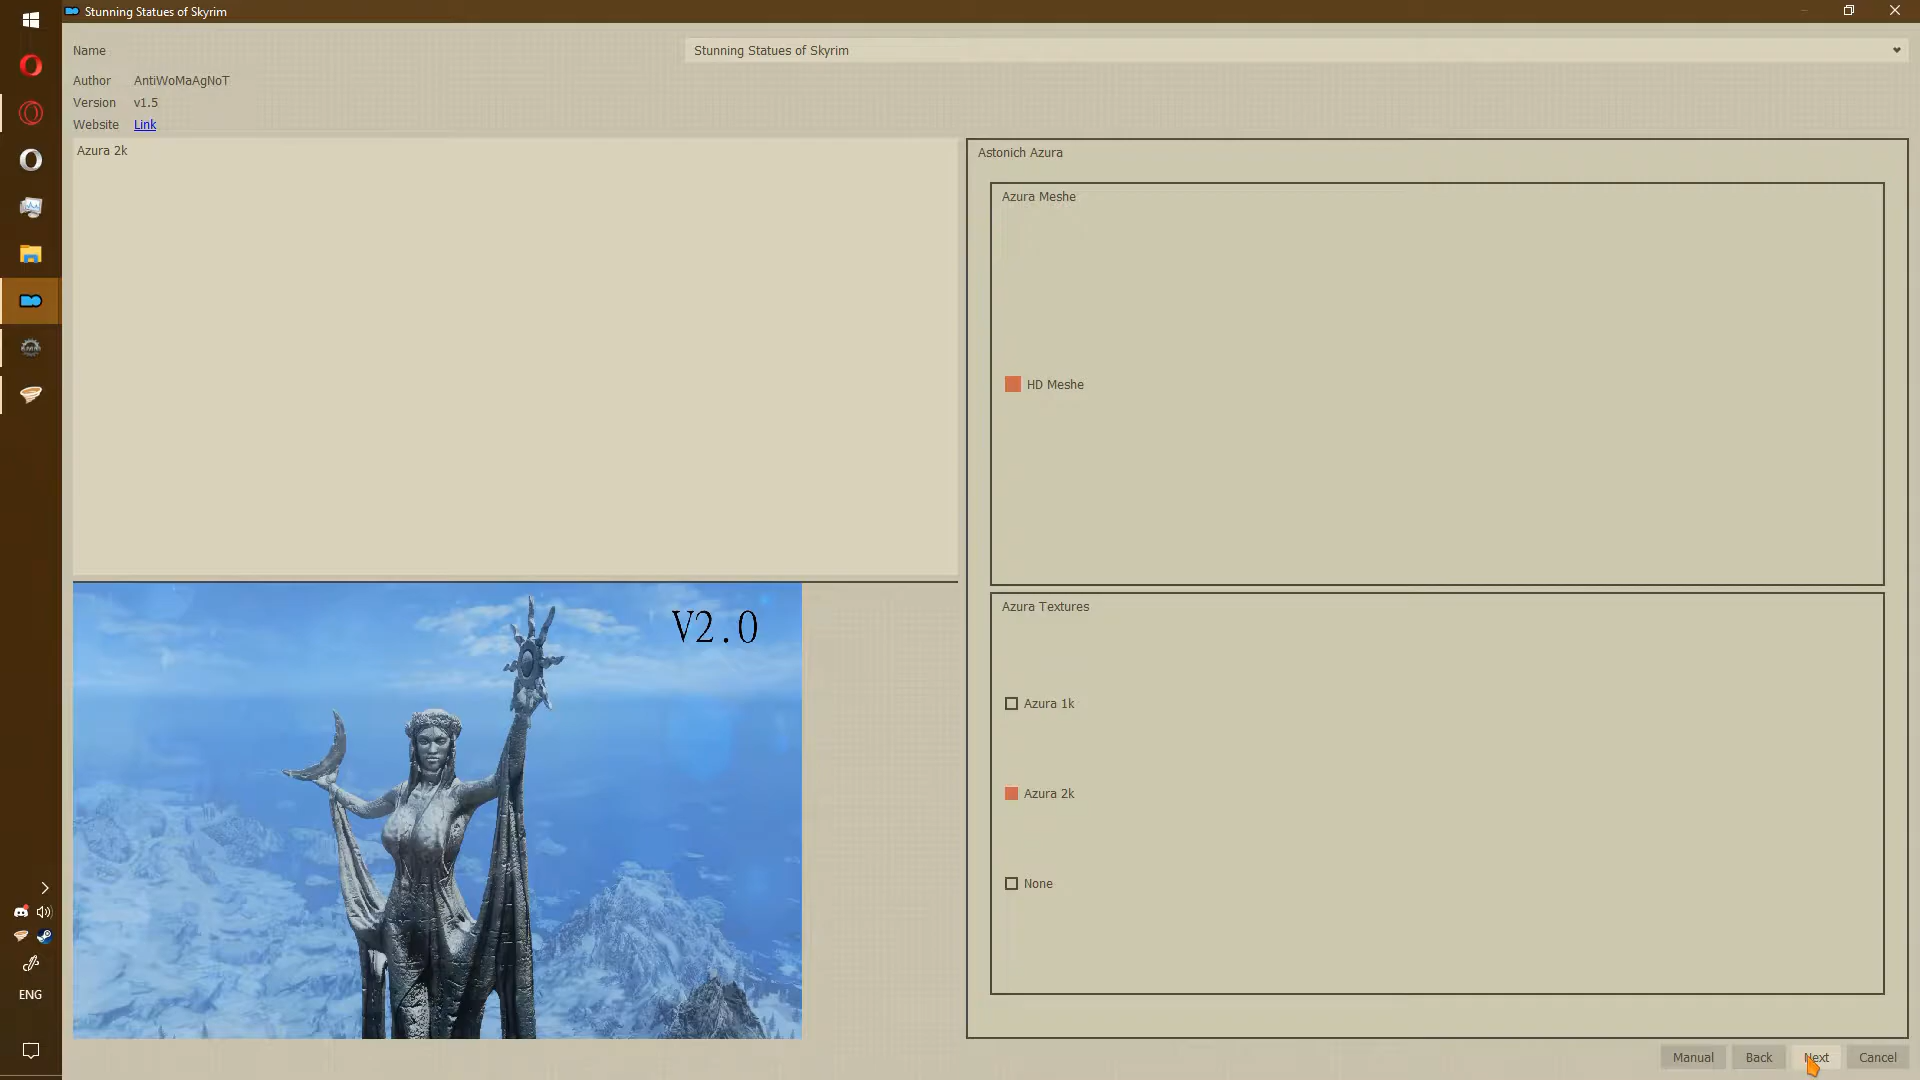 Stunning Statues of Skyrim
Name
Stunning Statues of Skyrim
Author AntiWoMaAgNoT
Version v1.5
Website Link
Azura 2k
Astonich Azura
Azura Meshe
HD Meshe
V2.0
Azura Textures
Azura 1k
Azura 2k
None
ENG
Manual Back Next Cancel